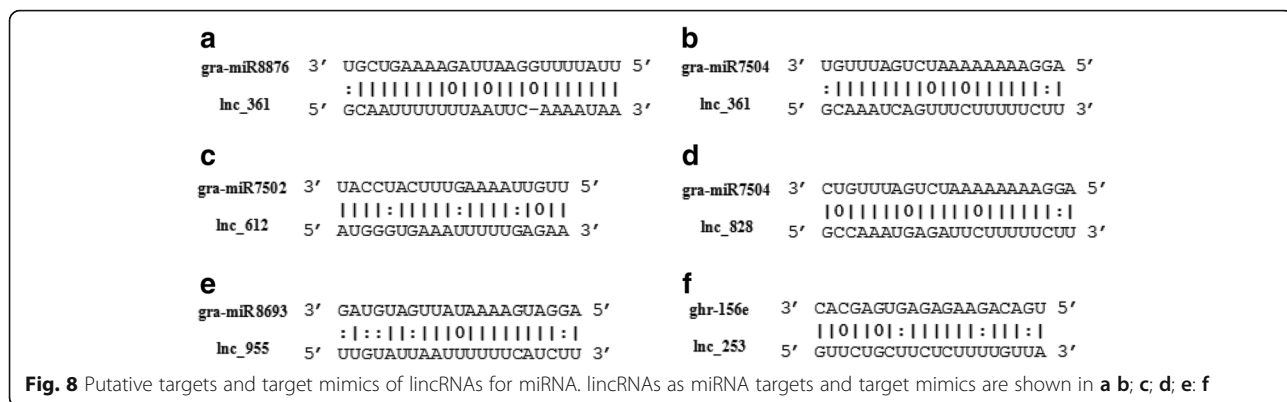 a
gra-miR8876 3′ UGCUGAAAAGAUUAAGGUUUUAUU 5′
:||||||||0||0|||0|||||||
lnc_361 5′ GCAAUUUUUUUAAUUC-AAAAUAA 3′
b
gra-miR7504 3′ UGUUUAGUCUAAAAAAAAGGA 5′
:||||||||0||0||||||:|
lnc_361 5′ GCAAAUCAGUUUCUUUUUCUU 3′
c
gra-miR7502 3′ UACCUACUUUGAAAAUUGUU 5′
||||:|||||:||||:|0||
lnc_612 5′ AUGGGUGAAAUUUUUGAGAA 3′
d
gra-miR7504 3′ CUGUUUAGUCUAAAAAAAAGGA 5′
|0|||||0|||||0||||||:|
lnc_828 5′ GCCAAAUGAGAUUCUUUUUCUU 3′
e
gra-miR8693 3′ GAUGUAGUUAUAAAAGUAGGA 5′
:|::||:|||0||||||||:|
lnc_955 5′ UUGUAUUAAUUUUUUCAUCUU 3′
f
ghr-156e 3′ CACGAGUGAGAGAAGACAGU 5′
||0||0|:||||||:|||:|
lnc_253 5′ GUUCUGCUUCUCUUUUGUUA 3′
Fig. 8 Putative targets and target mimics of lincRNAs for miRNA. lincRNAs as miRNA targets and target mimics are shown in a b; c; d; e: f